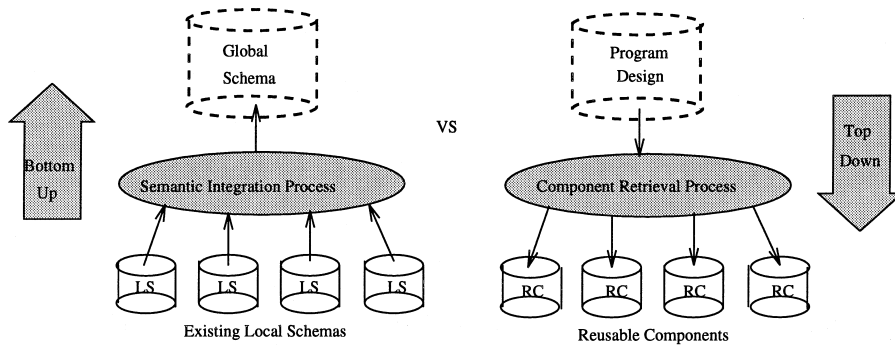 Global
Schema
Bottom
Up
Semantic Integration Process
LS
LS
LS
LS
Existing Local Schemas
VS
Program
Design
Top
Down
Component Retrieval Process
RC
RC
RC
RC
Reusable Components